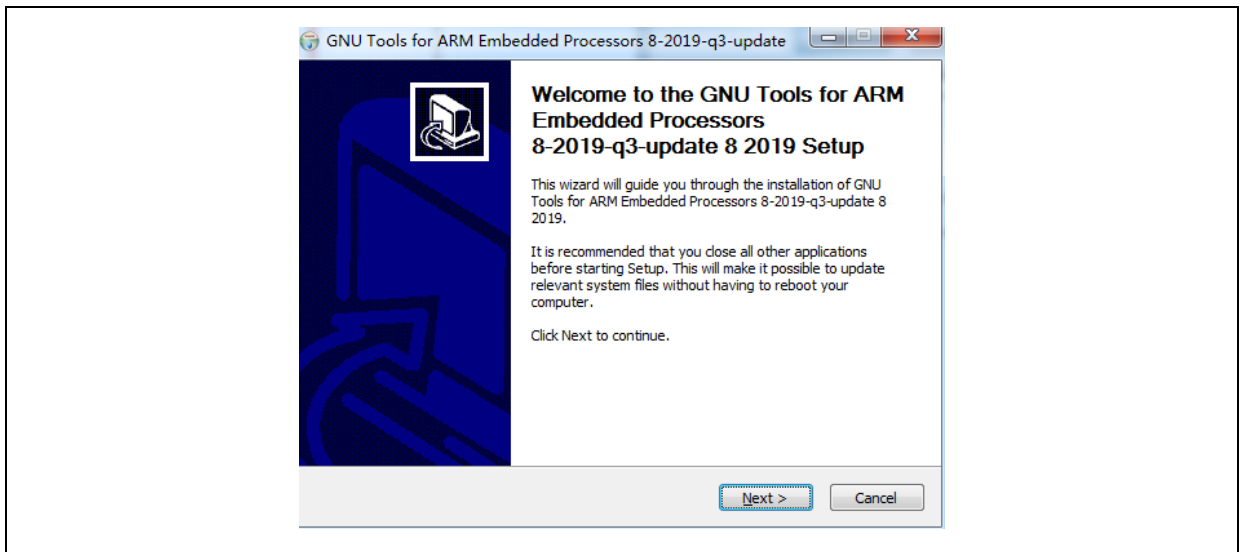 GNU Tools for ARM Embedded Processors 8-2019-q3-update
Welcome to the GNU Tools for ARM
Embedded Processors
8-2019-q3-update 8 2019 Setup
This wizard will guide you through the installation of GNU
Tools for ARM Embedded Processors 8-2019-q3-update 8
2019.
It is recommended that you close all other applications
before starting Setup. This will make it possible to update
relevant system files without having to reboot your
computer.
Click Next to continue.
Next >
Cancel